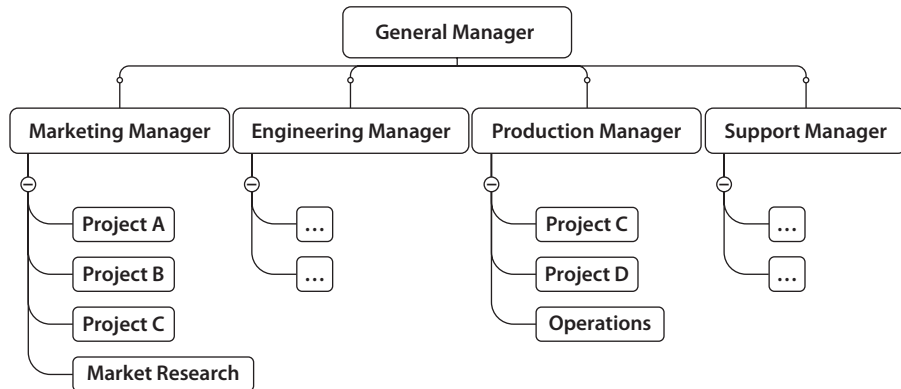 General Manager
Marketing Manager
Engineering Manager
Production Manager
Support Manager
Project A
...
Project C
...
Project B
...
Project D
...
Project C
Operations
Market Research